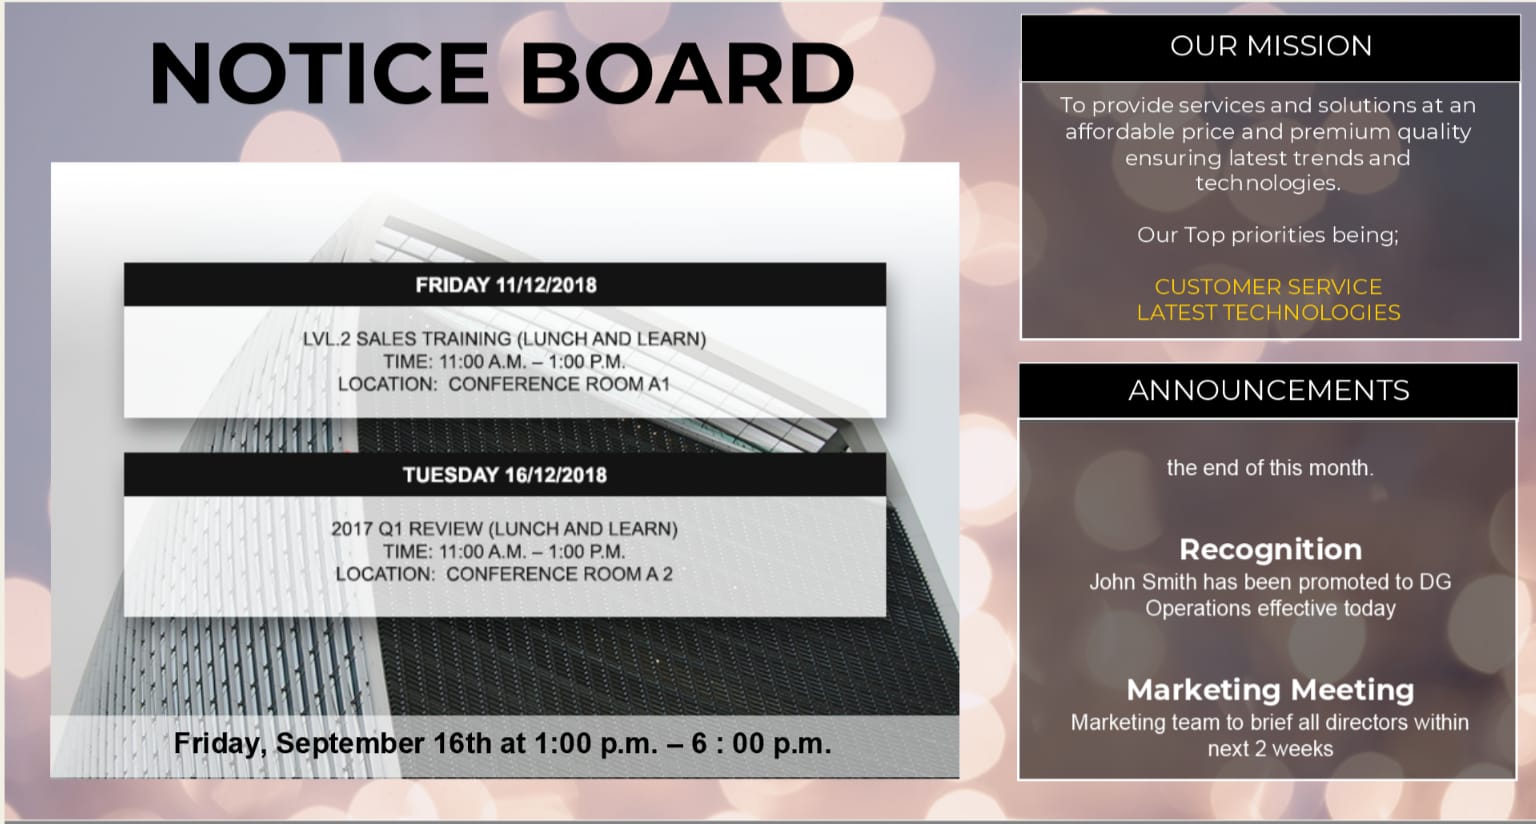 NOTICE BOARD
FRIDAY 11/12/2018
LVL.2 SALES TRAINING (LUNCH AND LEARN)
TIME: 11:00 A.M. – 1:00 P.M.
LOCATION: CONFERENCE ROOM A1
TUESDAY 16/12/2018
2017 Q1 REVIEW (LUNCH AND LEARN)
TIME: 11:00 A.M. – 1:00 P.M.
LOCATION: CONFERENCE ROOM A 2
Friday, September 16th at 1:00 p.m. – 6 : 00 p.m.
OUR MISSION
To provide services and solutions at an
affordable price and premium quality
ensuring latest trends and
technologies.
Our Top priorities being;
CUSTOMER SERVICE
LATEST TECHNOLOGIES
ANNOUNCEMENTS
the end of this month.
Recognition
John Smith has been promoted to DG
Operations effective today
Marketing Meeting
Marketing team to brief all directors within
next 2 weeks